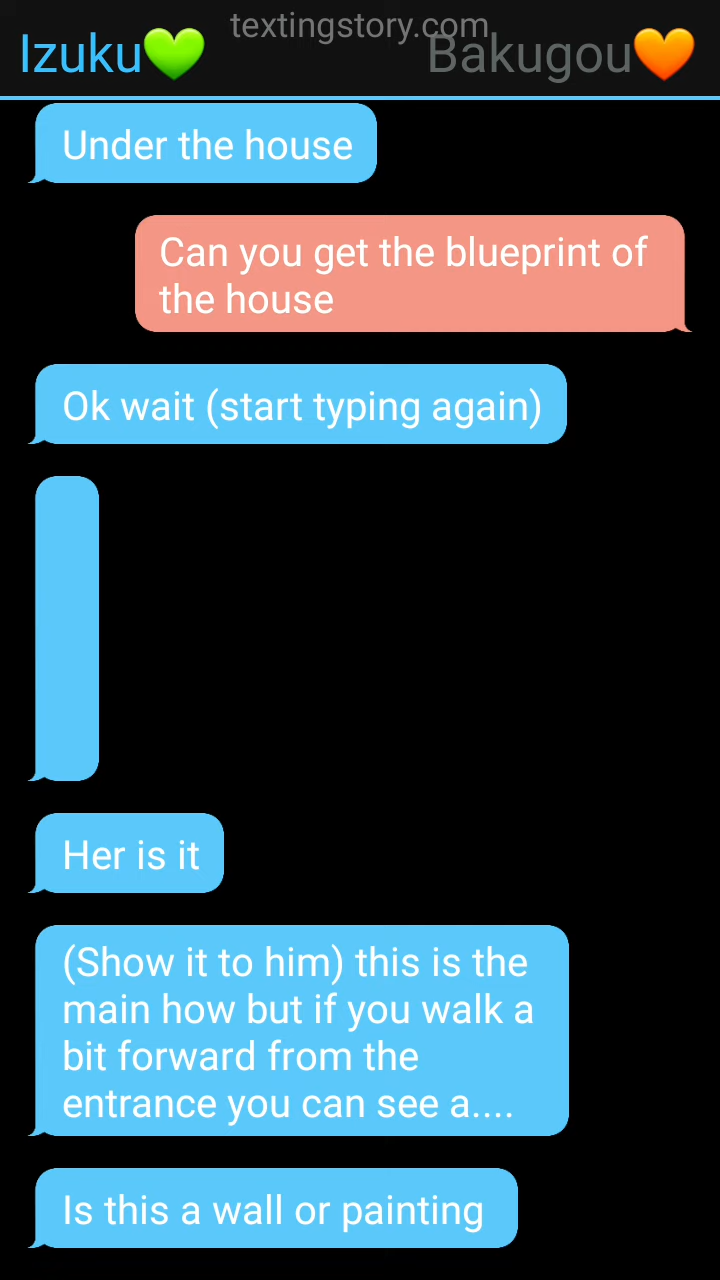 textingstory.com
Izuku💚 Bakugou🧡
Under the house
Can you get the blueprint of
the house
Ok wait (start typing again)
Her is it
(Show it to him) this is the
main how but if you walk a
bit forward from the
entrance you can see a....
Is this a wall or painting